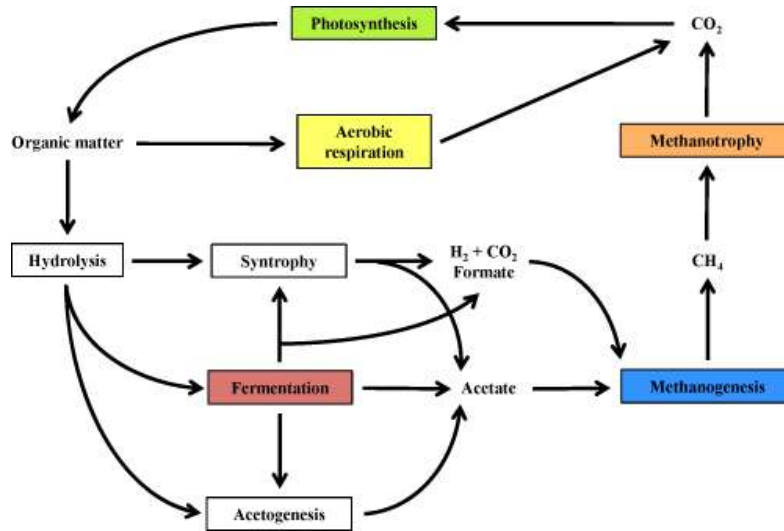 Photosynthesis
CO₂
Organic matter
Aerobic
respiration
Methanotrophy
Hydrolysis
Syntrophy
H₂ + CO₂
Formate
CH₄
Fermentation
Acetate
Methanogenesis
Acetogenesis